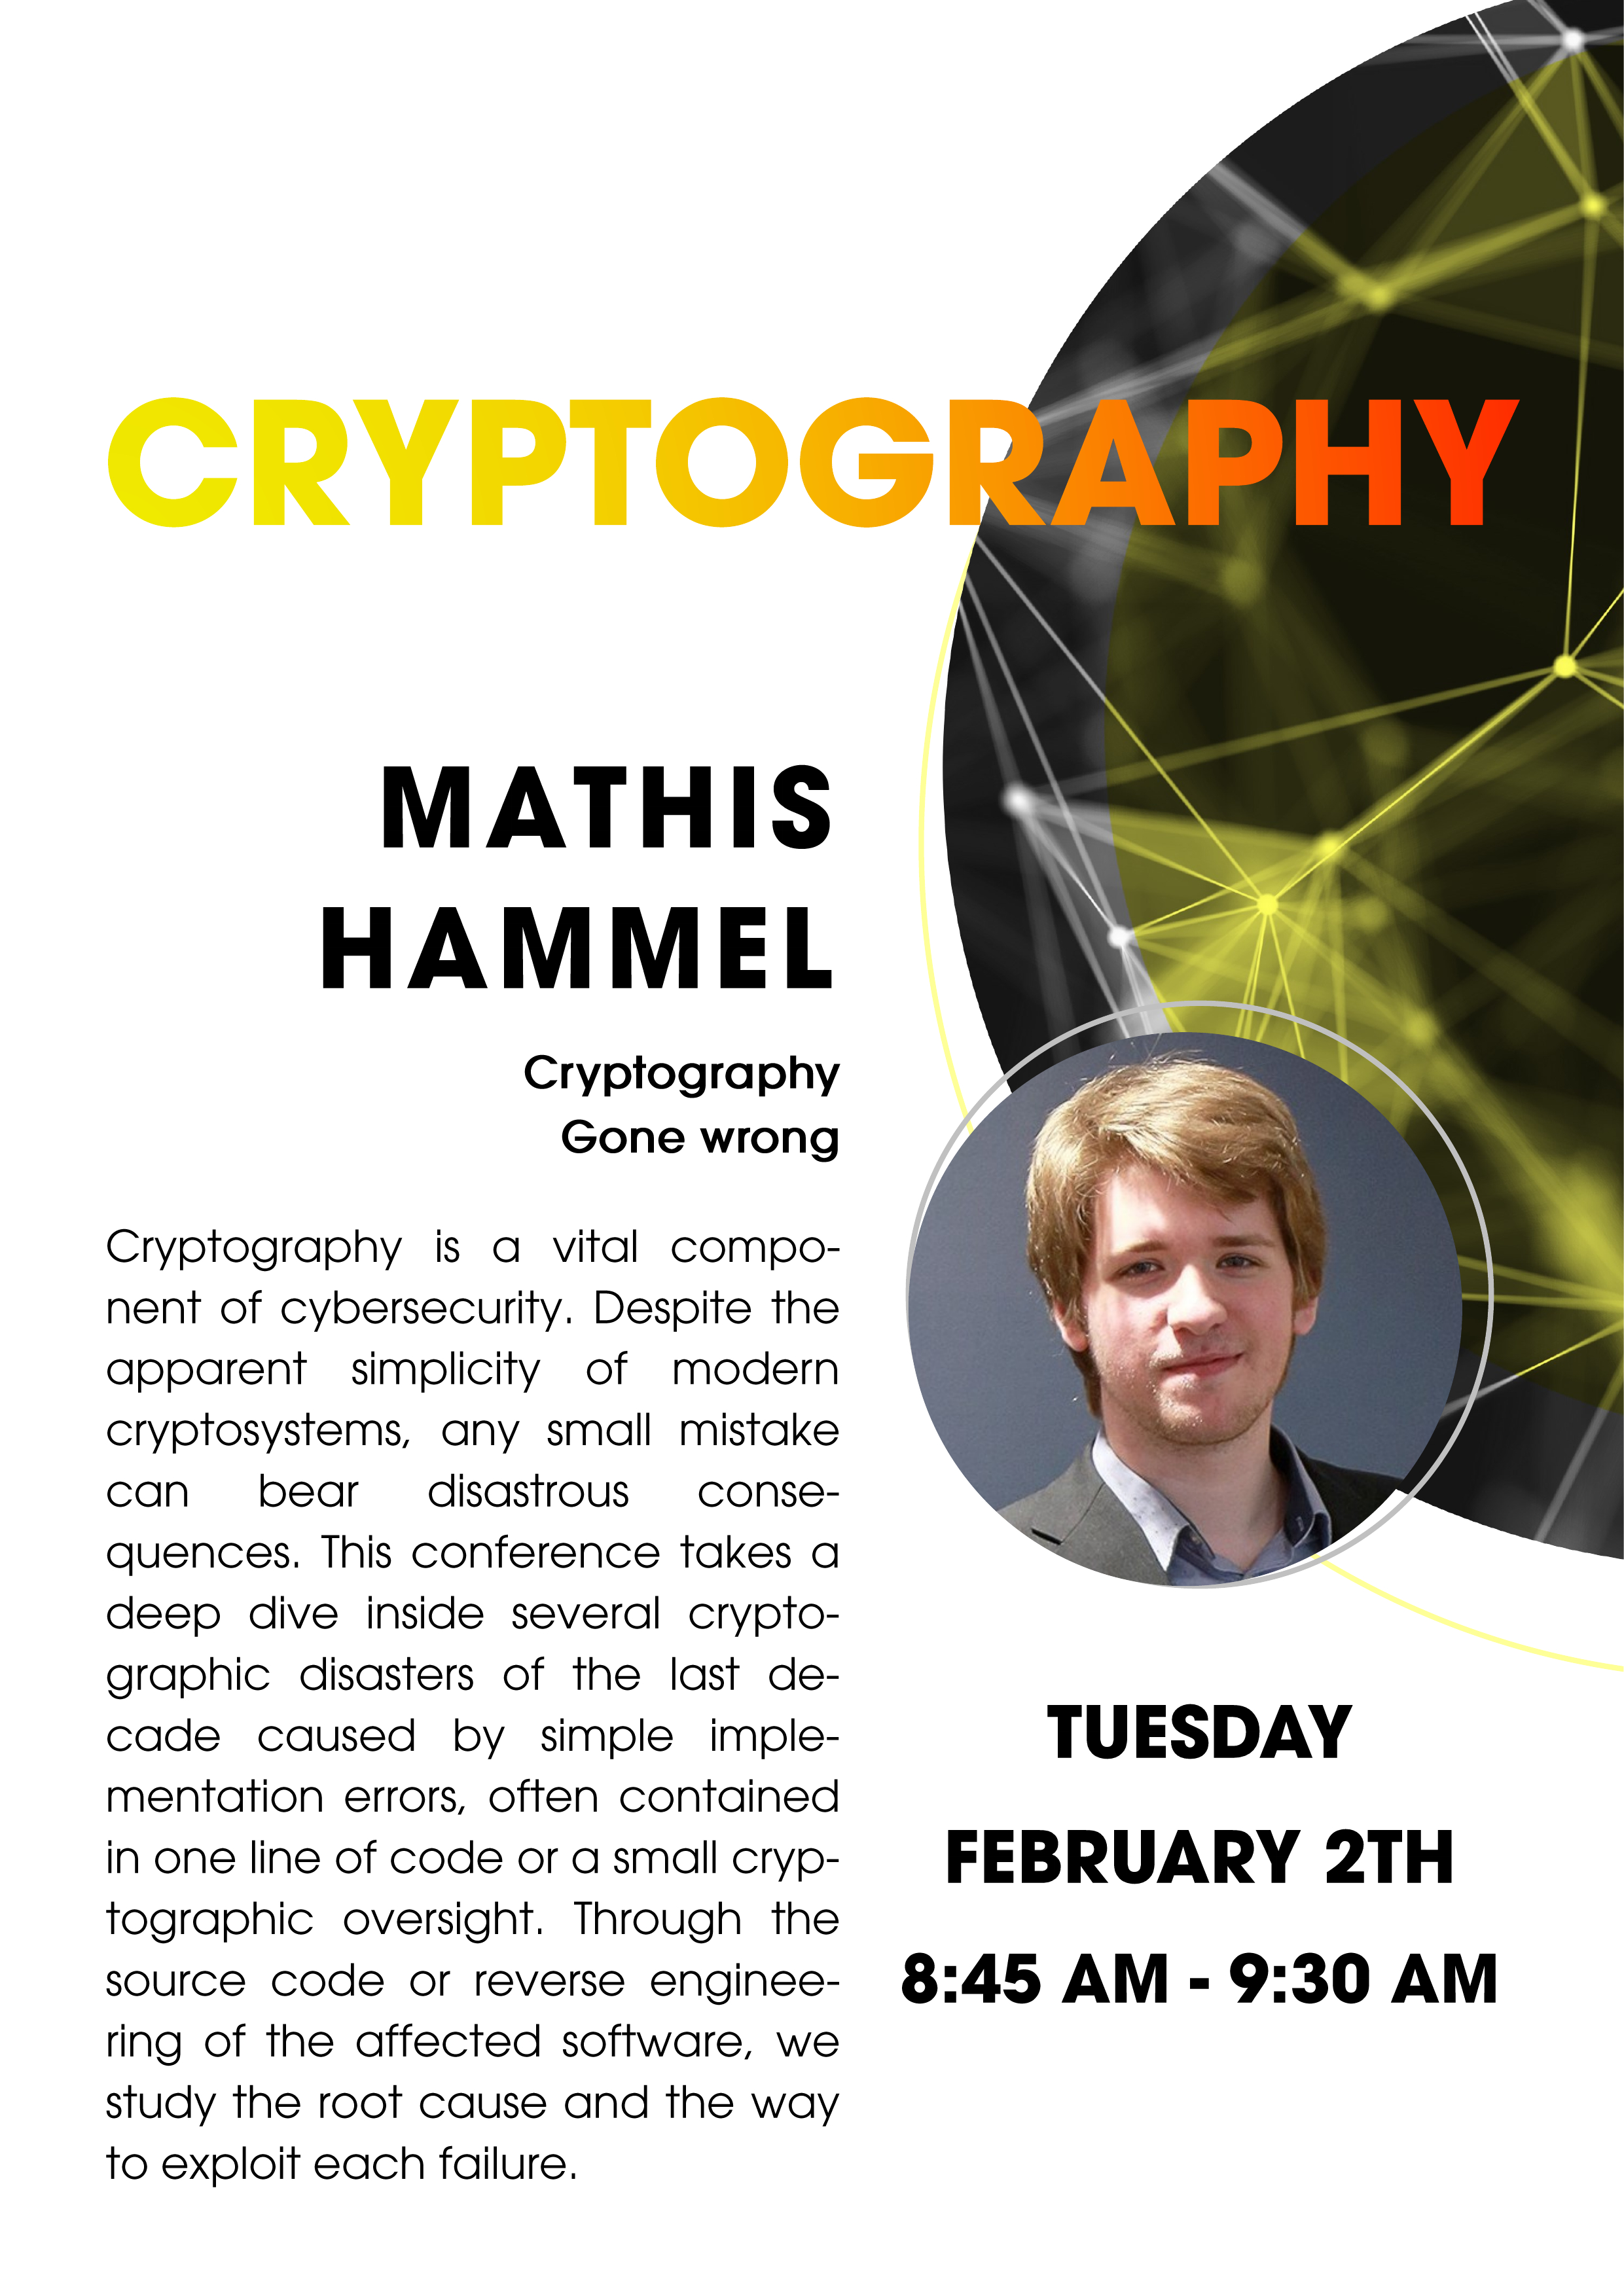 CRYPTOGRAPHY
MATHIS
HAMMEL
Cryptography
Gone wrong
Cryptography is a vital compo-
nent of cybersecurity. Despite the
apparent simplicity of modern
cryptosystems, any small mistake
can bear disastrous conse-
quences. This conference takes a
deep dive inside several crypto-
graphic disasters of the last de-
cade caused by simple imple-
mentation errors, often contained
in one line of code or a small cryp-
tographic oversight. Through the
source code or reverse enginee-
ring of the affected software, we
study the root cause and the way
to exploit each failure.
TUESDAY
FEBRUARY 2TH
8:45 AM - 9:30 AM